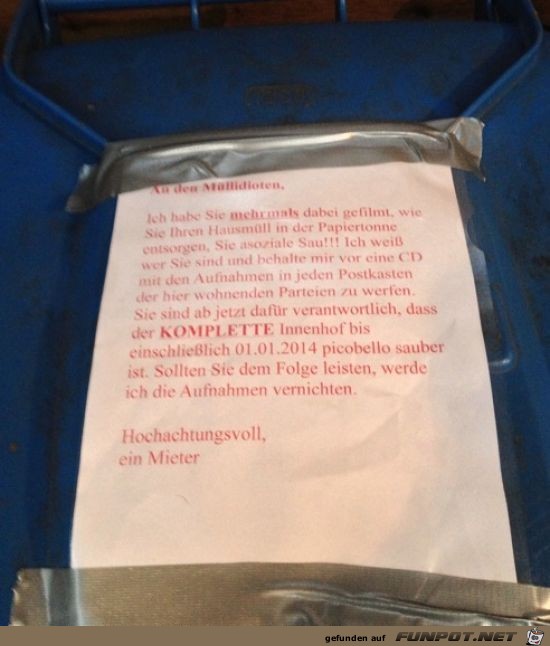 An den Müllidioten,
Ich habe Sie mehrmals dabei gefilmt, wie
Sie Ihren Hausmüll in der Papiertonne
entsorgen, Sie asoziale Sau!!! Ich weiß
wer Sie sind und behalte mir vor eine CD
mit den Aufnahmen in jeden Postkasten
der hier wohnenden Parteien zu werfen.
Sie sind ab jetzt dafür verantwortlich, dass
der KOMPLETTE Innenhof bis
einschließlich 01.01.2014 picobello sauber
ist. Sollten Sie dem Folge leisten, werde
ich die Aufnahmen vernichten.
Hochachtungsvoll,
ein Mieter
gefunden auf FUNPOT.NET